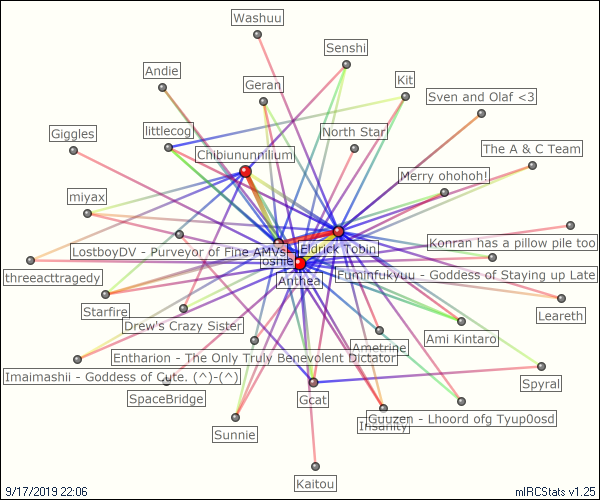 Washuu
Senshi
Andie
Geran
Kit
Sven and Olaf <3
Giggles
littlecog
North Star
The A & C Team
Chibiununnilium
Merry ohohoh!
miyax
LostboyDV - Purveyor of Fine AMVs
Eldrick Tobin
Konran has a pillow pile too
threeacttragedy
Anthea
Fuminfukyuu - Goddess of Staying up Late
Starfire
Drew's Crazy Sister
Ami Kintaro
Leareth
Entharion - The Only Truly Benevolent Dictator
Ametrine
Imaimashii - Goddess of Cute. (^)-(^)
SpaceBridge
Gcat
Spyral
Sunnie
Insanity
Guuzen - Lhoord ofg Tyup0osd
Kaitou
9/17/2019 22:06
mIRCStats v1.25